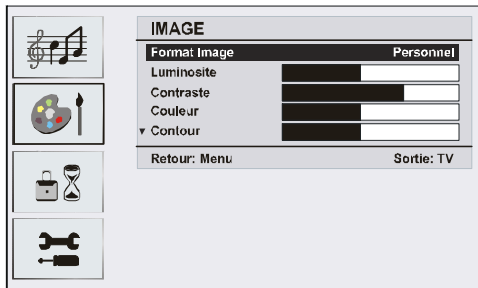 IMAGE
Format Image Personnel
Luminosite
Contraste
Couleur
Contour
Retour: Menu Sortie: TV